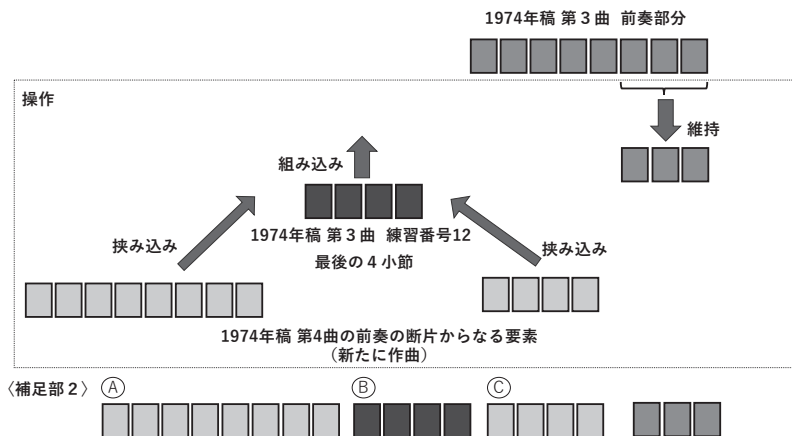 1974年稿 第３曲 前奏部分
操作
維持
組み込み
挟み込み
1974年稿 第３曲 練習番号12
最後の４小節
挟み込み
1974年稿 第4曲の前奏の断片からなる要素
（新たに作曲）
〈補足部２〉 Ⓐ Ⓑ Ⓒ